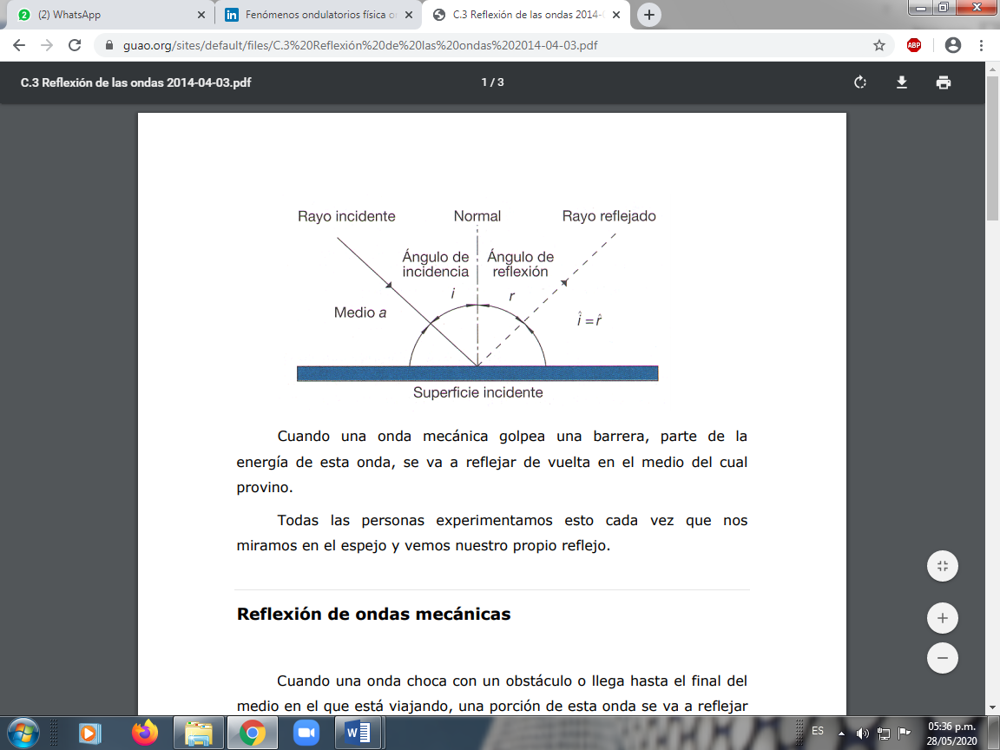 (2) WhatsApp
Fenómenos ondulatorios física o
C.3 Reflexión de las ondas 2014-
guao.org/sites/default/files/C.3%20Reflexión%20de%20las%20ondas%202014-04-03.pdf
ABP
C.3 Reflexión de las ondas 2014-04-03.pdf
1 / 3
Rayo incidente
Normal
Rayo reflejado
Ángulo de
incidencia
Ángulo de
reflexión
i
r
Medio a
î = r̂
Superficie incidente
Cuando una onda mecánica golpea una barrera, parte de la
energía de esta onda, se va a reflejar de vuelta en el medio del cual
provino.
Todas las personas experimentamos esto cada vez que nos
miramos en el espejo y vemos nuestro propio reflejo.
Reflexión de ondas mecánicas
Cuando una onda choca con un obstáculo o llega hasta el final del
medio en el que está viajando, una porción de esta onda se va a reflejar
ES
05:36 p.m.
28/05/2020